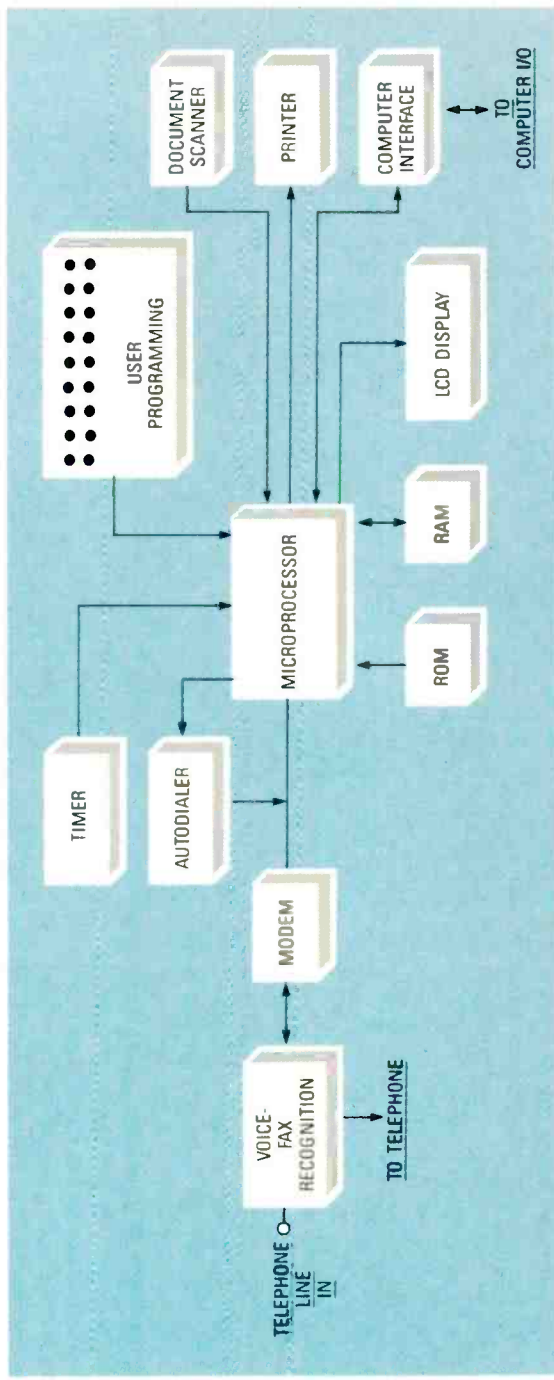 TELEPHONE
LINE
IN
VOICE-
FAX
RECOGNITION
TO TELEPHONE
MODEM
TIMER
AUTODIALER
MICROPROCESSOR
USER
PROGRAMMING
ROM
RAM
LCD DISPLAY
DOCUMENT
SCANNER
PRINTER
COMPUTER
INTERFACE
TO
COMPUTER I/O